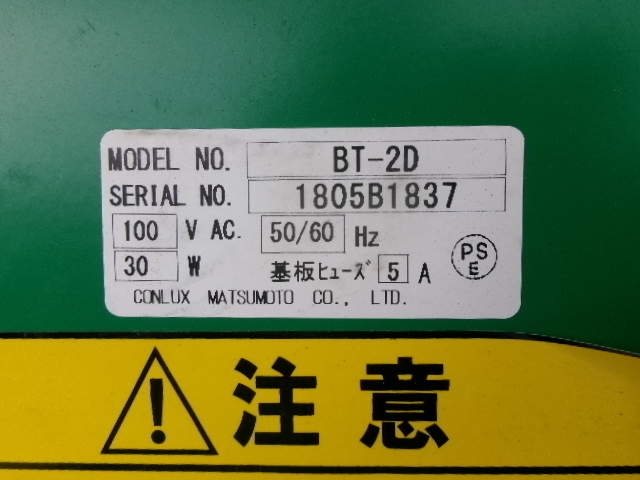 MODEL NO. BT-2D
SERIAL NO. 1805B1837
100 V AC. 50/60 Hz
30 W 基板ヒューズ 5 A
PS
E
CONLUX MATSUMOTO CO., LTD.
注意